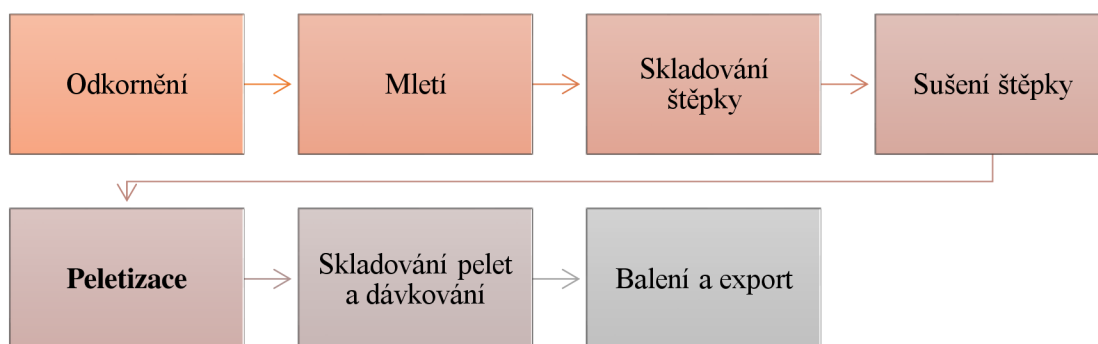 Odkornění
Mletí
Skladování
štěpky
Sušení štěpky
Peletizace
Skladování pelet
a dávkování
Balení a export